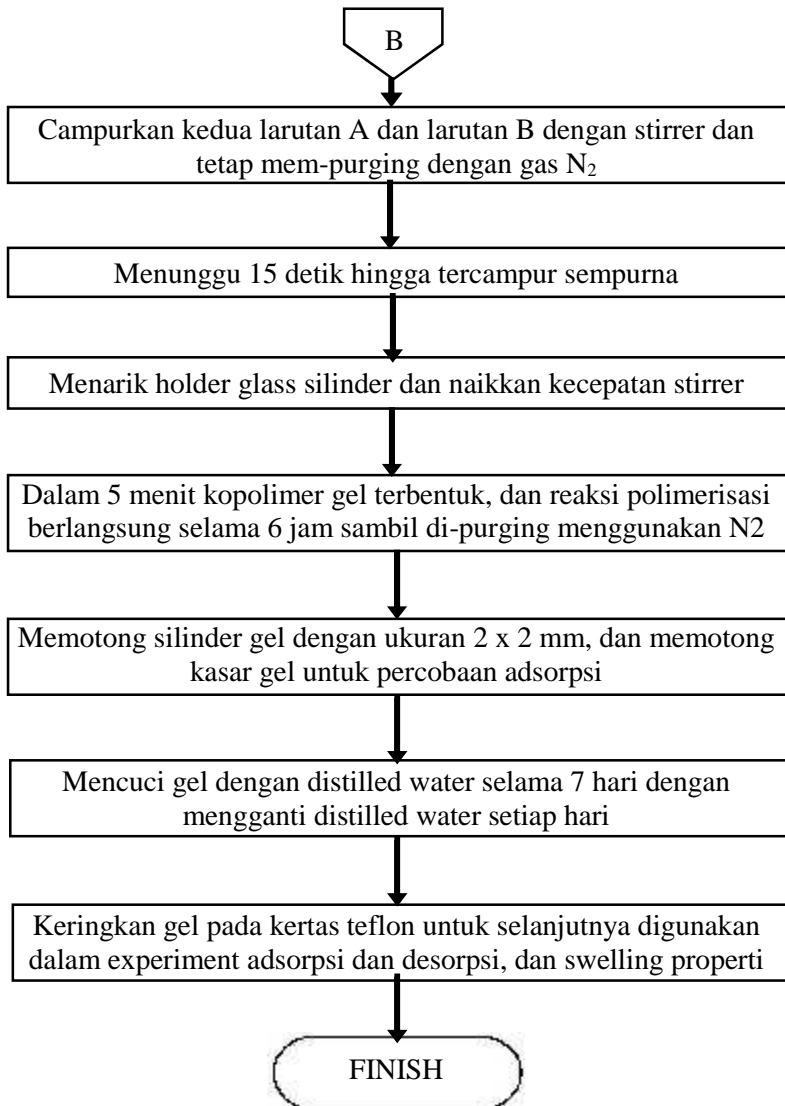 B
Campurkan kedua larutan A dan larutan B dengan stirrer dan
tetap mem-purging dengan gas N₂
Menunggu 15 detik hingga tercampur sempurna
Menarik holder glass silinder dan naikkan kecepatan stirrer
Dalam 5 menit kopolimer gel terbentuk, dan reaksi polimerisasi
berlangsung selama 6 jam sambil di-purging menggunakan N2
Memotong silinder gel dengan ukuran 2 x 2 mm, dan memotong
kasar gel untuk percobaan adsorpsi
Mencuci gel dengan distilled water selama 7 hari dengan
mengganti distilled water setiap hari
Keringkan gel pada kertas teflon untuk selanjutnya digunakan
dalam experiment adsorpsi dan desorpsi, dan swelling properti
FINISH